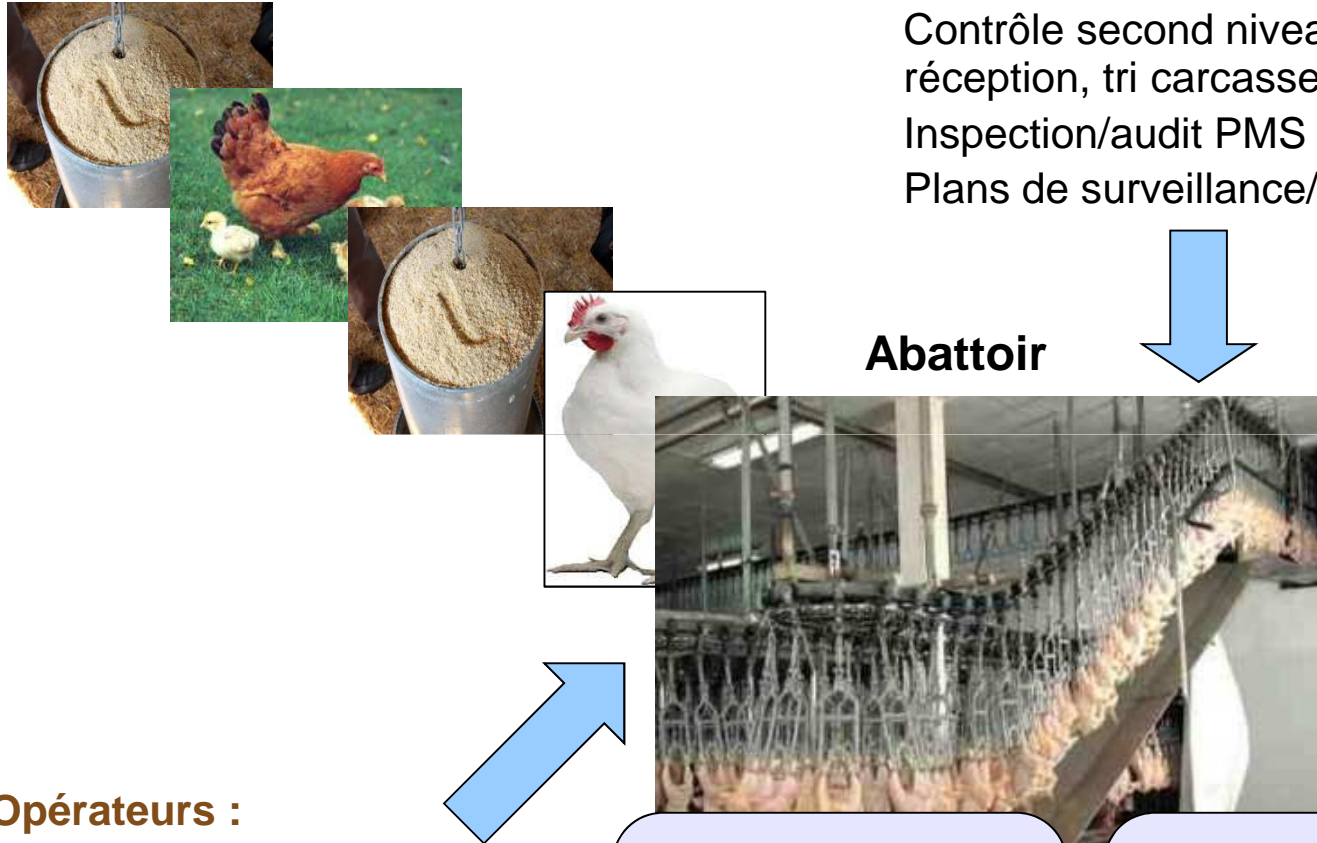 Contrôle second nivea
réception, tri carcasse
Inspection/audit PMS
Plans de surveillance/
Abattoir
Opérateurs :